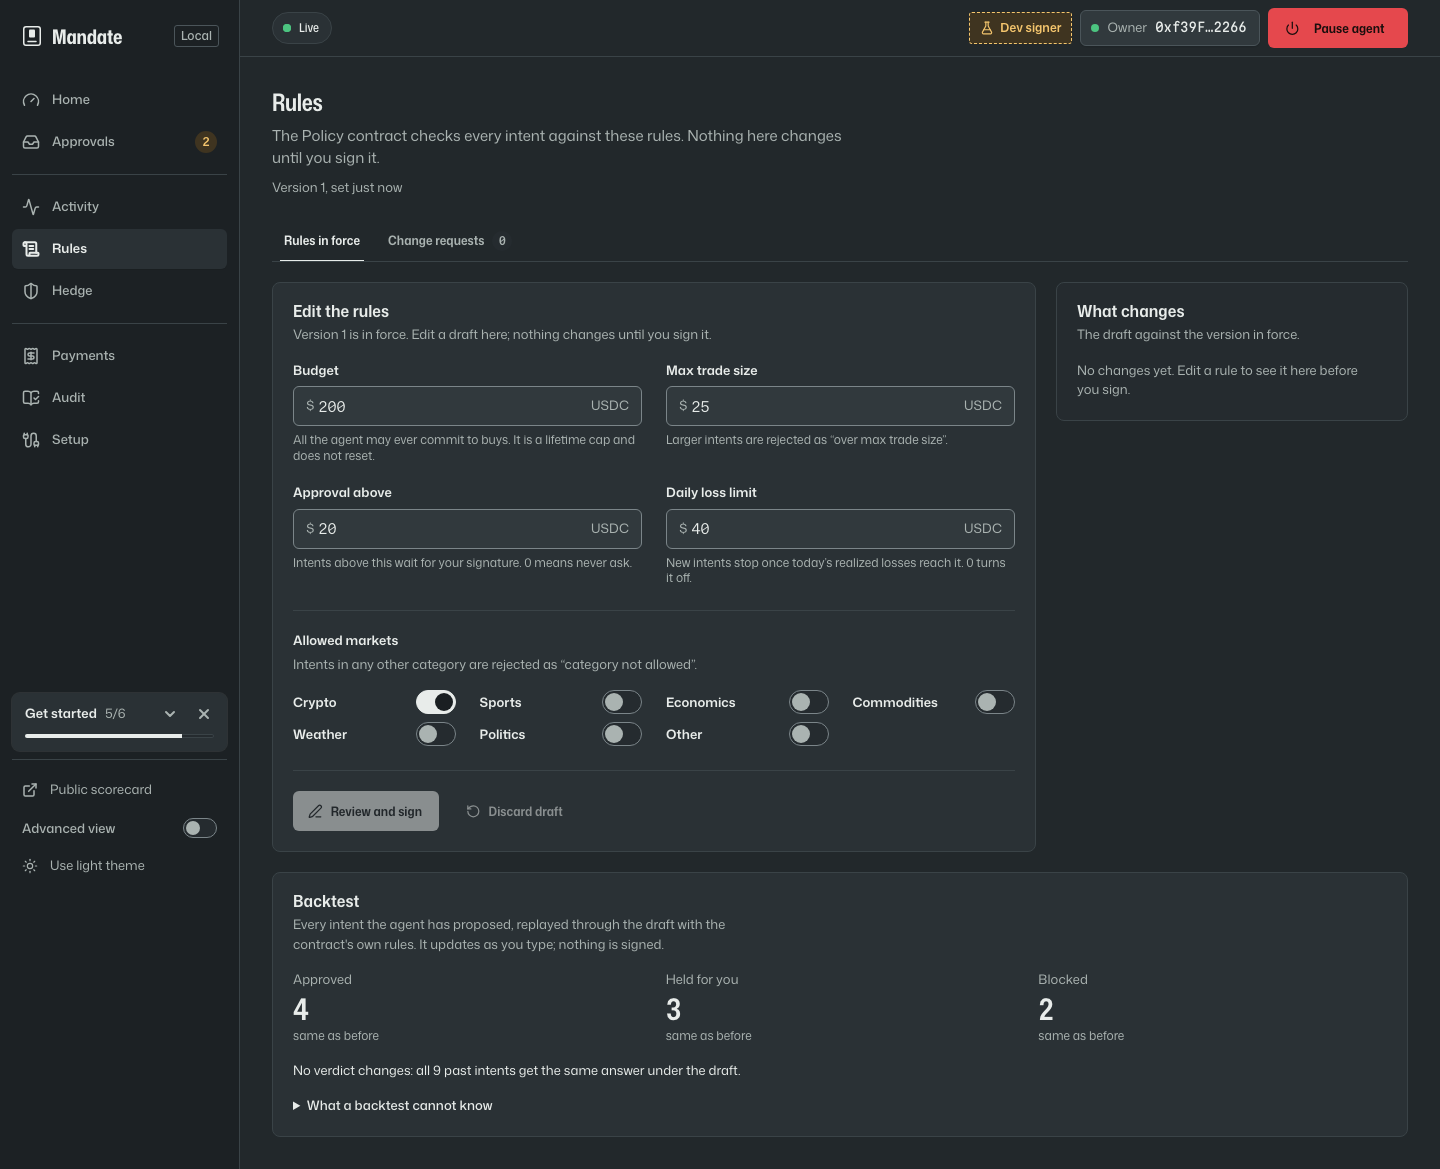 Mandate
Local
Home
Approvals
2
Activity
Rules
Hedge
Payments
Audit
Setup
Get started 5/6
Public scorecard
Advanced view
Use light theme
Live
Dev signer
Owner 0xf39F…2266
Pause agent
Rules
The Policy contract checks every intent against these rules. Nothing here changes
until you sign it.
Version 1, set just now
Rules in force
Change requests 0
Edit the rules
Version 1 is in force. Edit a draft here; nothing changes until you sign it.
Budget
$ 200 USDC
All the agent may ever commit to buys. It is a lifetime cap and
does not reset.
Max trade size
$ 25 USDC
Larger intents are rejected as “over max trade size”.
Approval above
$ 20 USDC
Intents above this wait for your signature. 0 means never ask.
Daily loss limit
$ 40 USDC
New intents stop once today’s realized losses reach it. 0 turns
it off.
Allowed markets
Intents in any other category are rejected as “category not allowed”.
Crypto
Sports
Economics
Commodities
Weather
Politics
Other
Review and sign
Discard draft
What changes
The draft against the version in force.
No changes yet. Edit a rule to see it here before
you sign.
Backtest
Every intent the agent has proposed, replayed through the draft with the
contract’s own rules. It updates as you type; nothing is signed.
Approved
4
same as before
Held for you
3
same as before
Blocked
2
same as before
No verdict changes: all 9 past intents get the same answer under the draft.
What a backtest cannot know